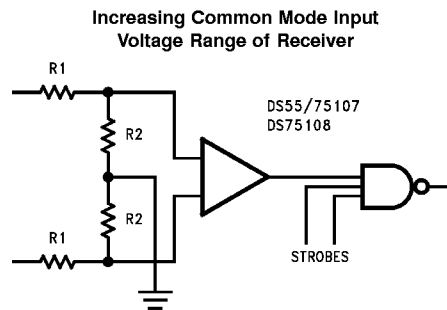 Increasing Common Mode Input
Voltage Range of Receiver
R1
DS55/75107
DS75108
R2
R2
R1
STROBES